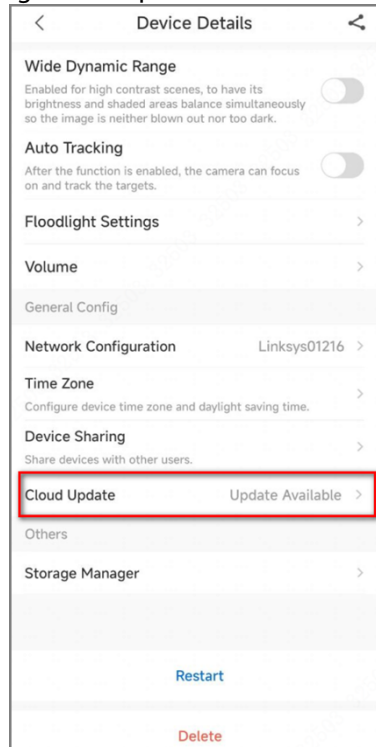 Device Details
Wide Dynamic Range
Enabled for high contrast scenes, to have its
brightness and shaded areas balance simultaneously
so the image is neither blown out nor too dark.
Auto Tracking
After the function is enabled, the camera can focus
on and track the targets.
Floodlight Settings
Volume
General Config
Network Configuration Linksys01216
Time Zone
Configure device time zone and daylight saving time.
Device Sharing
Share devices with other users.
Cloud Update Update Available
Others
Storage Manager
Restart
Delete